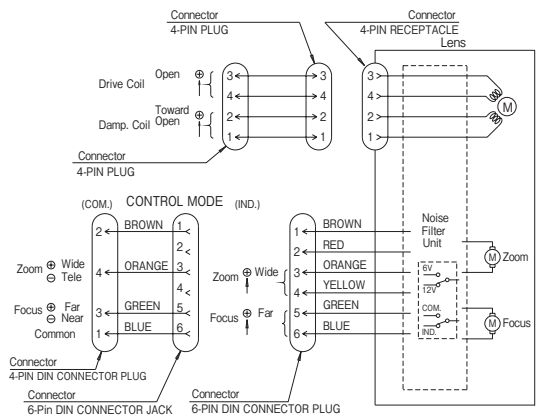 Connector
4-PIN PLUG
Connector
4-PIN RECEPTACLE
Lens
Drive Coil
Open
⊕
3
4
Damp. Coil
Toward
Open
⊕
2
1
3
4
2
1
3
4
2
1
M
Connector
4-PIN PLUG
(COM.) CONTROL MODE (IND.)
2 BROWN 1
2
Zoom ⊕ Wide
⊖ Tele
4 ORANGE 3
4
Focus ⊕ Far
⊖ Near
3 GREEN 5
Common 1 BLUE 6
1 BROWN
2 RED
Zoom ⊕ Wide
3 ORANGE
4 YELLOW
Focus ⊕ Far
5 GREEN
6 BLUE
Noise
Filter
Unit
6V
12V
COM.
IND.
M Zoom
M Focus
Connector
4-PIN DIN CONNECTOR PLUG
Connector
6-Pin DIN CONNECTOR JACK
Connector
6-PIN DIN CONNECTOR PLUG